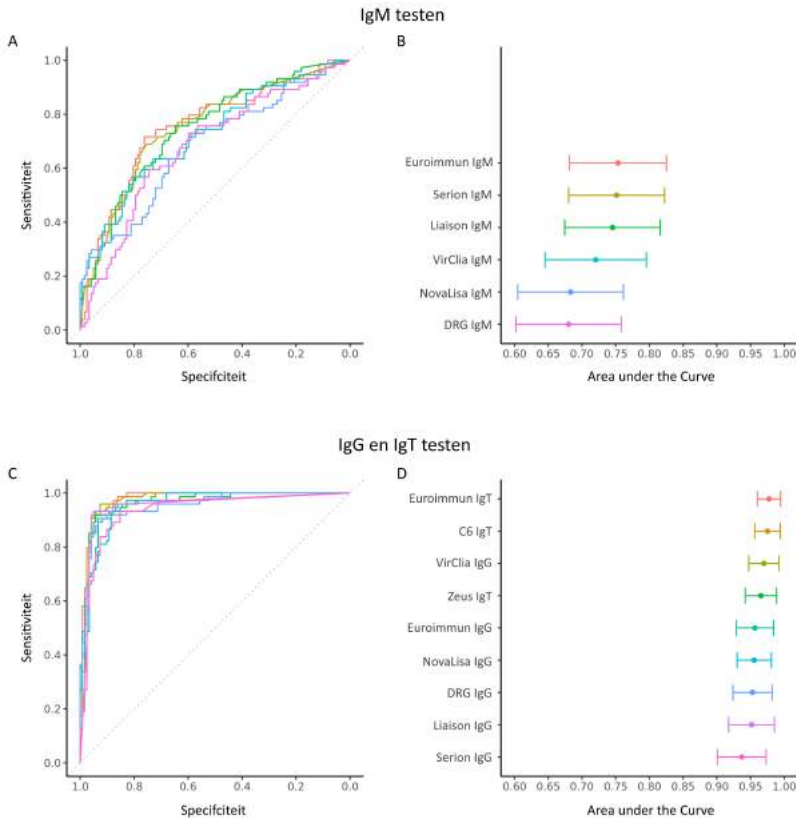 IgM testen
A
B
1.0
0.8
0.6
0.4
0.2
0.0
Sensitiviteit
1.0 0.8 0.6 0.4 0.2 0.0
Specifciteit
Euroimmun IgM
Serion IgM
Liaison IgM
VirClia IgM
NovaLisa IgM
DRG IgM
0.60 0.65 0.70 0.75 0.80 0.85 0.90 0.95 1.00
Area under the Curve
IgG en IgT testen
C
D
1.0
0.8
0.6
0.4
0.2
0.0
Sensitiviteit
1.0 0.8 0.6 0.4 0.2 0.0
Specifciteit
Euroimmun IgT
C6 IgT
VirClia IgG
Zeus IgT
Euroimmun IgG
NovaLisa IgG
DRG IgG
Liaison IgG
Serion IgG
0.60 0.65 0.70 0.75 0.80 0.85 0.90 0.95 1.00
Area under the Curve